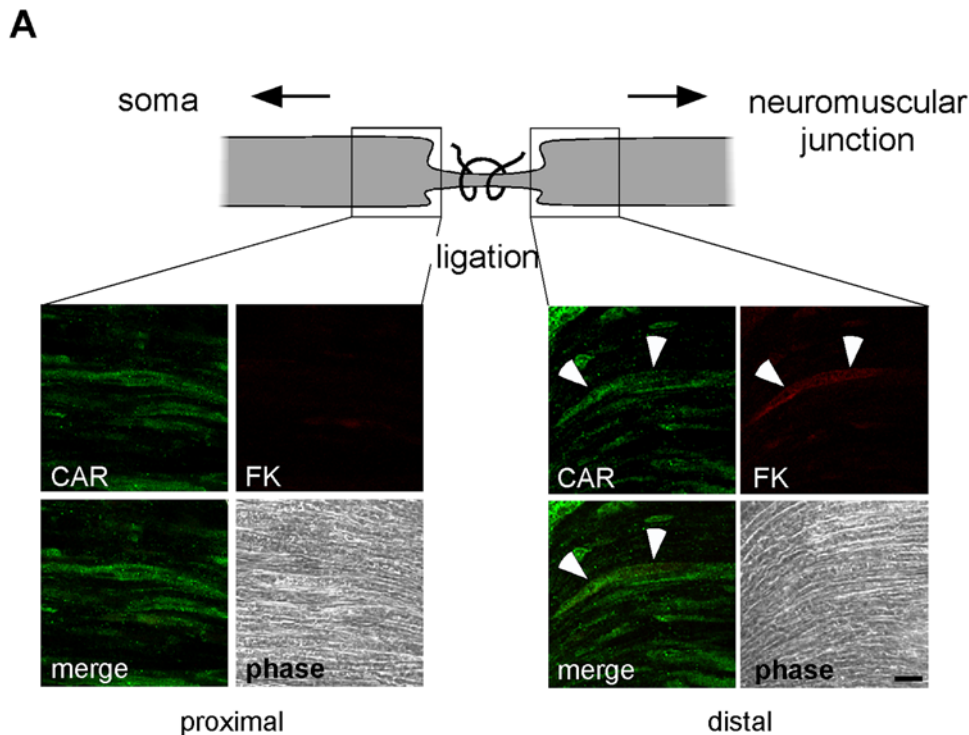 A
soma
neuromuscular
junction
ligation
CAR
FK
CAR
FK
merge
phase
merge
phase
proximal
distal